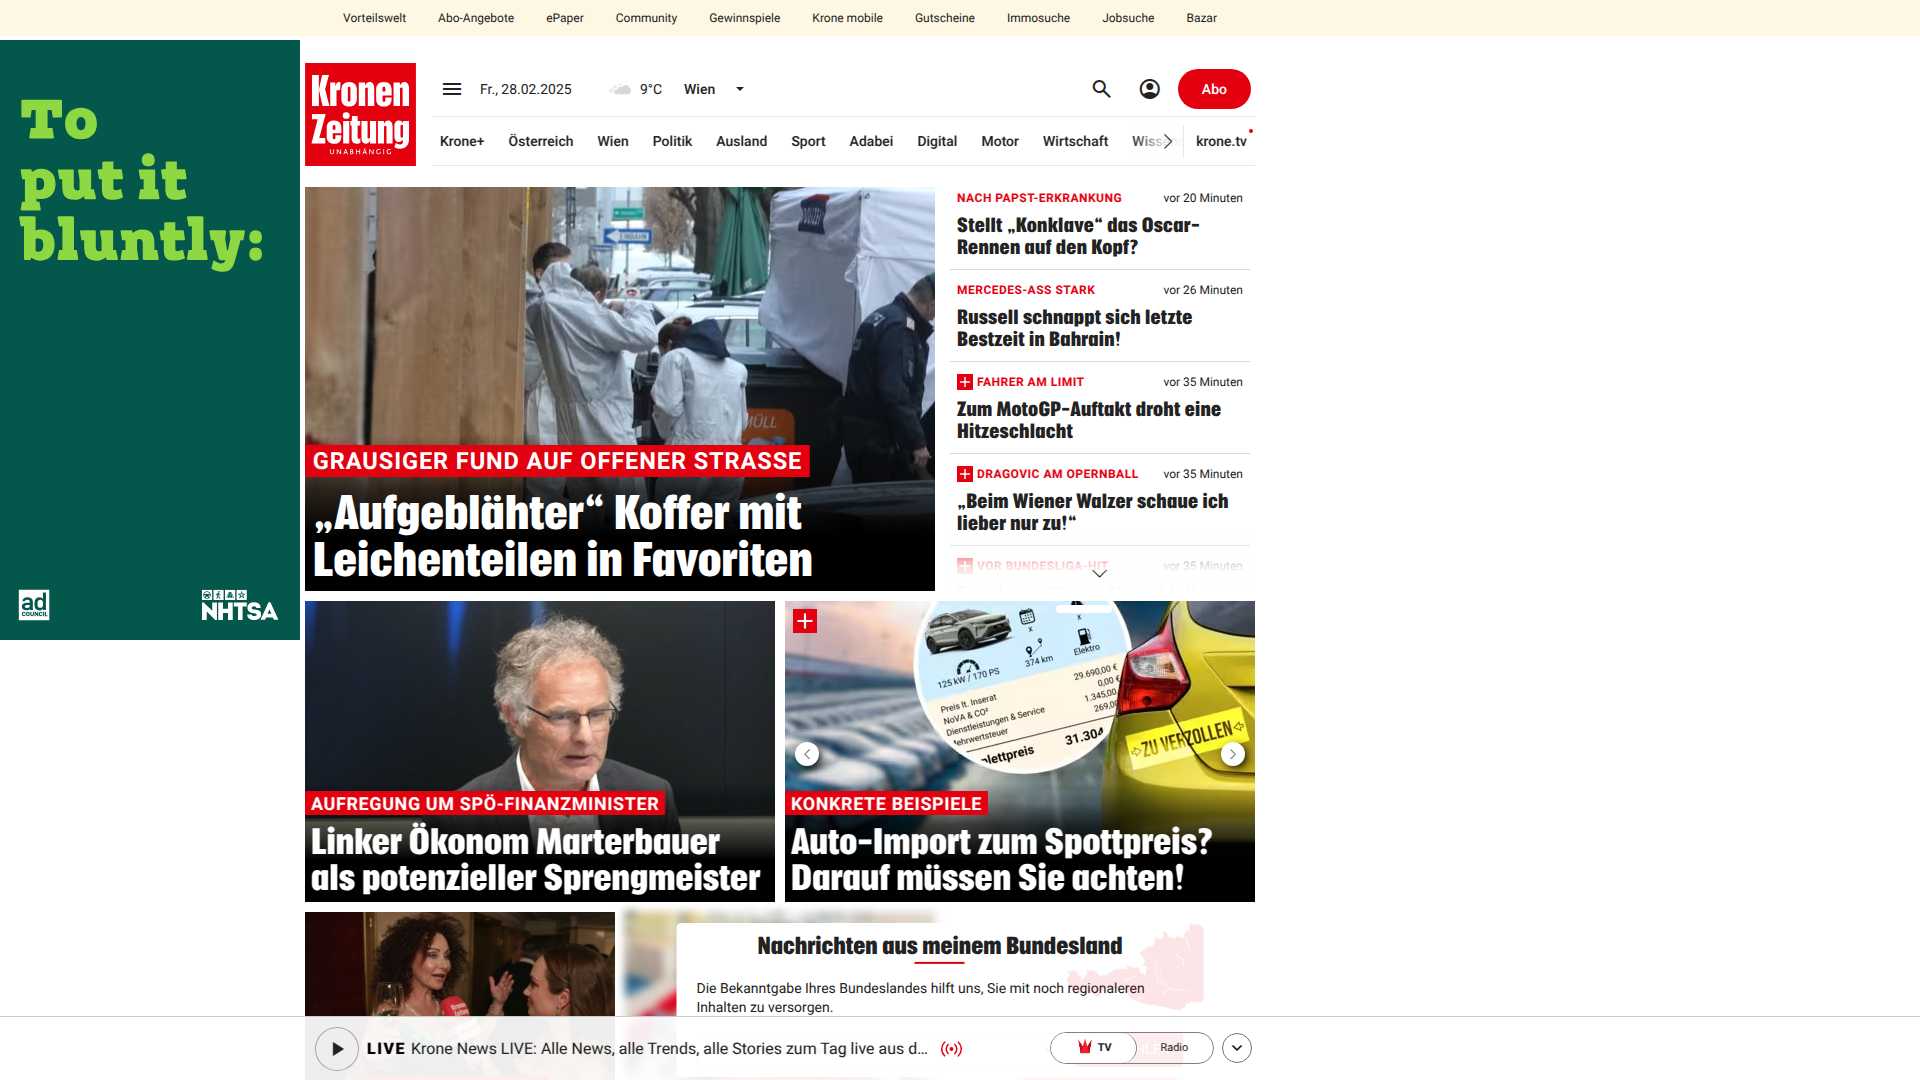 Vorteilswelt Abo-Angebote ePaper Community Gewinnspiele Krone mobile Gutscheine Immosuche Jobsuche Bazar
To
put it
bluntly:
ad
COUNCIL
NHTSA
Kronen
Zeitung
UNABHÄNGIG
Fr., 28.02.2025 9°C Wien Abo
Krone+ Österreich Wien Politik Ausland Sport Adabei Digital Motor Wirtschaft krone.tv
GRAUSIGER FUND AUF OFFENER STRASSE
„Aufgeblähter“ Koffer mit
Leichenteilen in Favoriten
NACH PAPST-ERKRANKUNG vor 20 Minuten
Stellt „Konklave“ das Oscar-
Rennen auf den Kopf?
MERCEDES-ASS STARK vor 26 Minuten
Russell schnappt sich letzte
Bestzeit in Bahrain!
FAHRER AM LIMIT vor 35 Minuten
Zum MotoGP-Auftakt droht eine
Hitzeschlacht
DRAGOVIC AM OPERNBALL vor 35 Minuten
„Beim Wiener Walzer schaue ich
lieber nur zu!“
VOR BUNDESLIGA-HIT vor 35 Minuten
AUFREGUNG UM SPÖ-FINANZMINISTER
Linker Ökonom Marterbauer
als potenzieller Sprengmeister
x x
125 kW / 170 PS 374 km Elektro
Preis lt. Inserat 29.690,00 €
NoVA & CO² 0,00 €
Dienstleistungen & Service 1.345,00
Mehrwertsteuer 269,00
plettpreis 31.304
ZU VERZOLLEN
KONKRETE BEISPIELE
Auto-Import zum Spottpreis?
Darauf müssen Sie achten!
Nachrichten aus meinem Bundesland
Die Bekanntgabe Ihres Bundeslandes hilft uns, Sie mit noch regionaleren
Inhalten zu versorgen.
LIVE Krone News LIVE: Alle News, alle Trends, alle Stories zum Tag live aus d... TV Radio